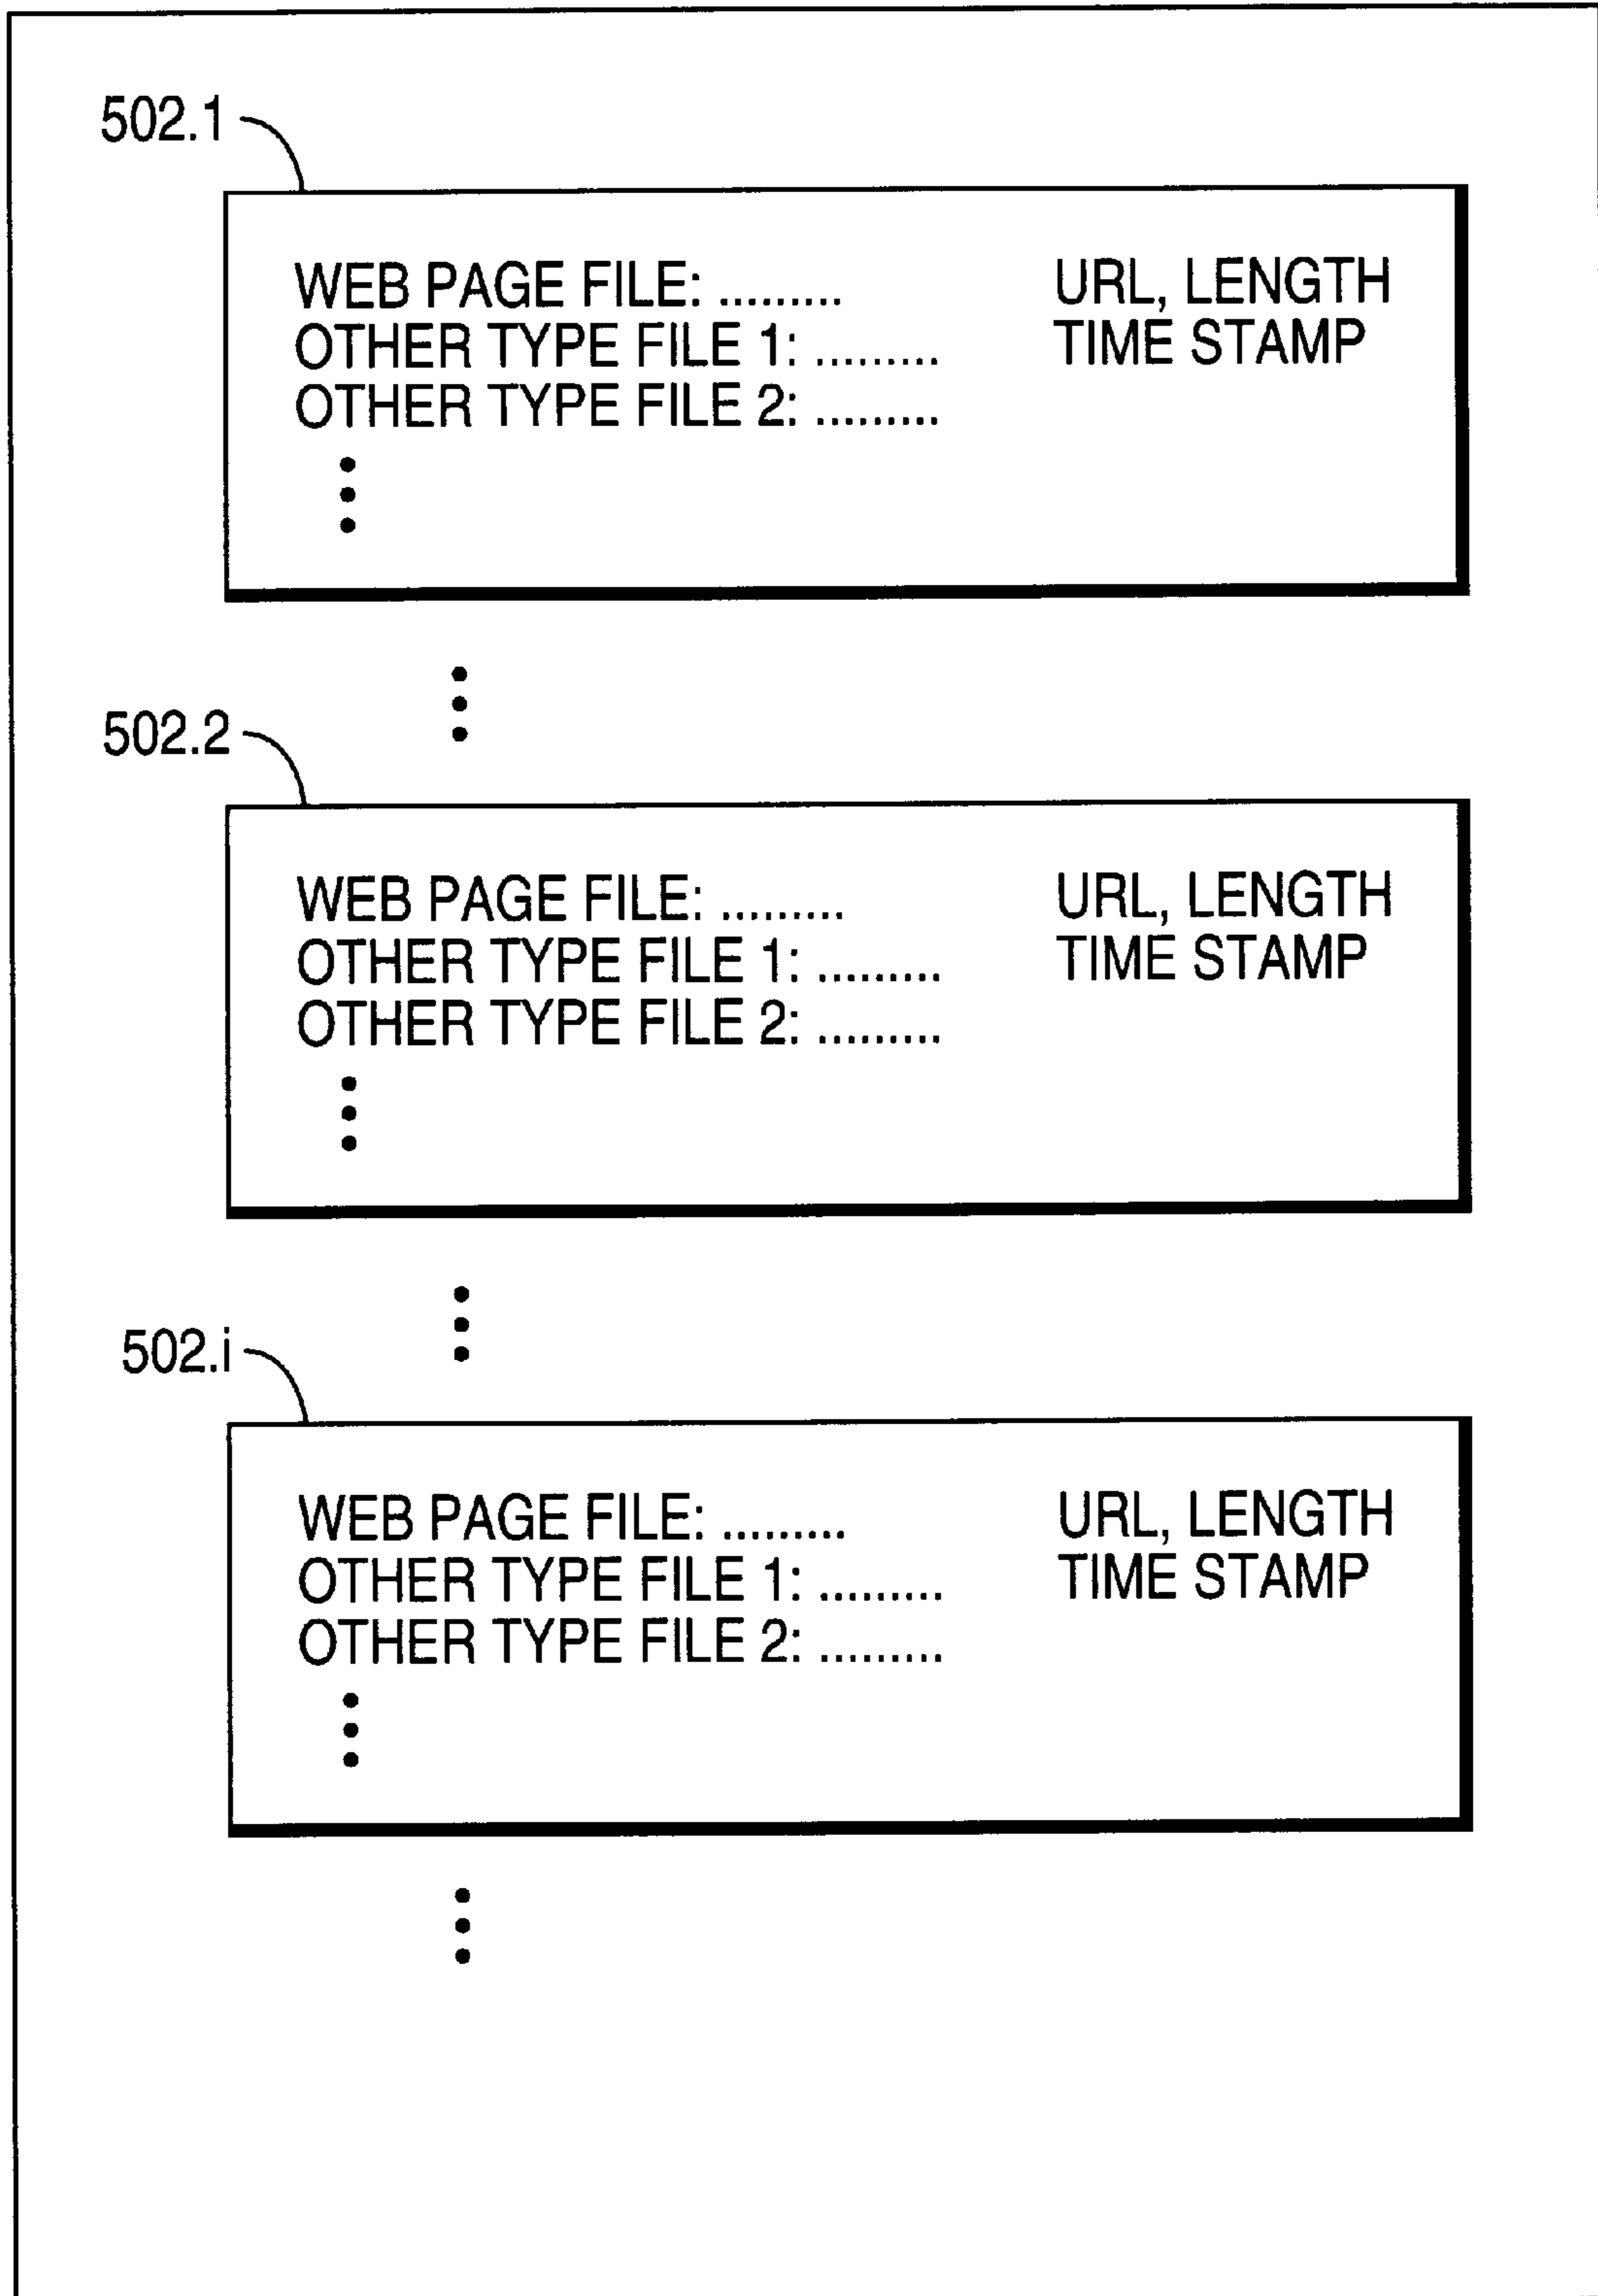 502.1
WEB PAGE FILE: ......... URL, LENGTH
OTHER TYPE FILE 1: ......... TIME STAMP
OTHER TYPE FILE 2: .........
502.2
WEB PAGE FILE: ......... URL, LENGTH
OTHER TYPE FILE 1: ......... TIME STAMP
OTHER TYPE FILE 2: .........
502.i
WEB PAGE FILE: ......... URL, LENGTH
OTHER TYPE FILE 1: ......... TIME STAMP
OTHER TYPE FILE 2: .........